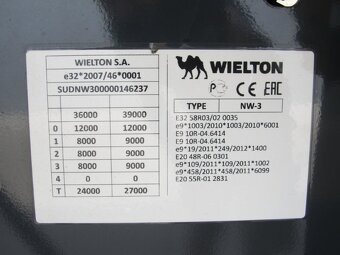 WIELTON S.A.
e32*2007/46*0001
SUDNW300000146237
36000 39000
0 12000 12000
1 8000 9000
2 8000 9000
3 8000 9000
4 0 0
T 24000 27000
WIELTON
CE EAC
TYPE NW-3
E32 58R03/02 0035
e9*1003/2010*1003/2010*6001
E9 10R-04.6414
E9 10R-04.6414
e9*19/2011*249/2012*1400
E20 48R-06 0301
e9*109/2011*109/2011*1002
e9*458/2011*458/2011*6099
E20 55R-01 2831